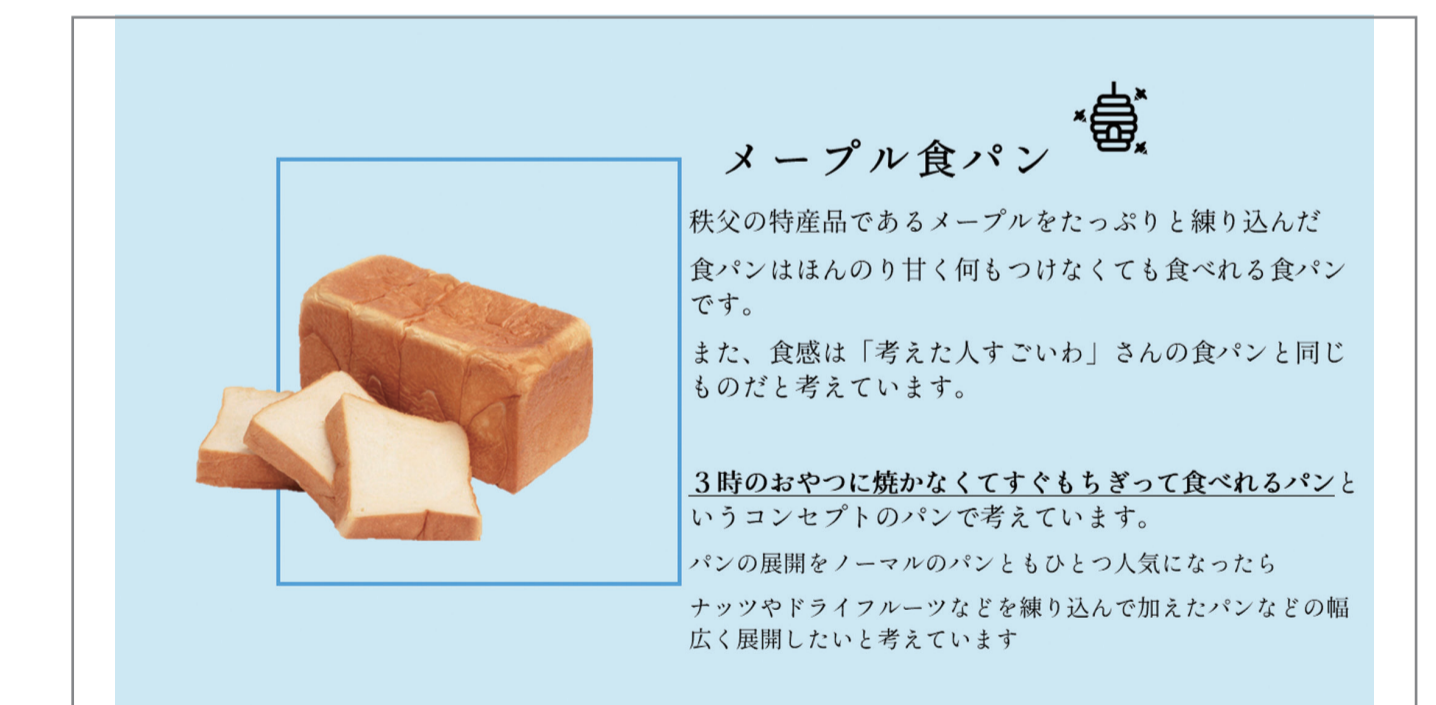 メープル食パン
秩父の特産品であるメープルをたっぷりと練り込んだ
食パンはほんのり甘く何もつけなくても食べれる食パン
です。
また、食感は「考えた人すごいわ」さんの食パンと同じ
ものだと考えています。
３時のおやつに焼かなくてすぐもちぎって食べれるパンと
いうコンセプトのパンで考えています。
パンの展開をノーマルのパンともひとつ人気になったら
ナッツやドライフルーツなどを練り込んで加えたパンなどの幅
広く展開したいと考えています